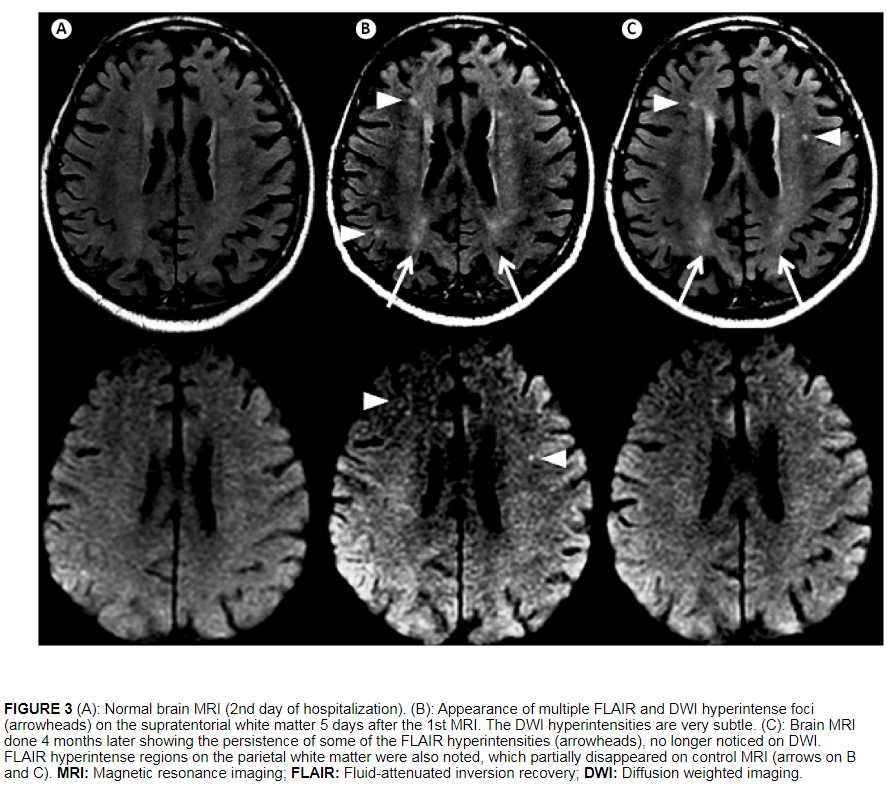 A
B
C
FIGURE 3 (A): Normal brain MRI (2nd day of hospitalization). (B): Appearance of multiple FLAIR and DWI hyperintense foci
(arrowheads) on the supratentorial white matter 5 days after the 1st MRI. The DWI hyperintensities are very subtle. (C): Brain MRI
done 4 months later showing the persistence of some of the FLAIR hyperintensities (arrowheads), no longer noticed on DWI.
FLAIR hyperintense regions on the parietal white matter were also noted, which partially disappeared on control MRI (arrows on B
and C). MRI: Magnetic resonance imaging; FLAIR: Fluid-attenuated inversion recovery; DWI: Diffusion weighted imaging.